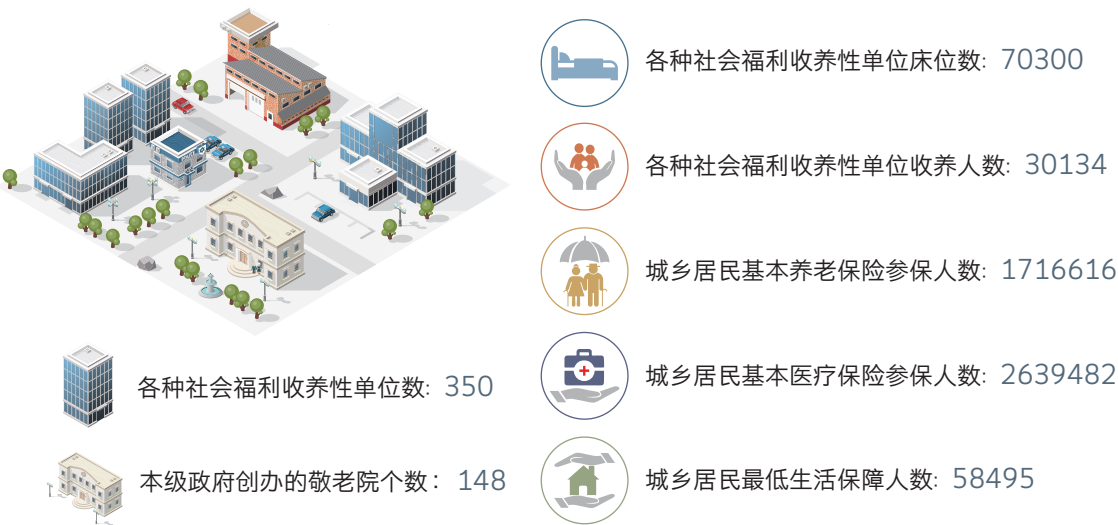 各种社会福利收养性单位床位数: 70300
各种社会福利收养性单位收养人数: 30134
城乡居民基本养老保险参保人数: 1716616
城乡居民基本医疗保险参保人数: 2639482
城乡居民最低生活保障人数: 58495
各种社会福利收养性单位数: 350
本级政府创办的敬老院个数： 148